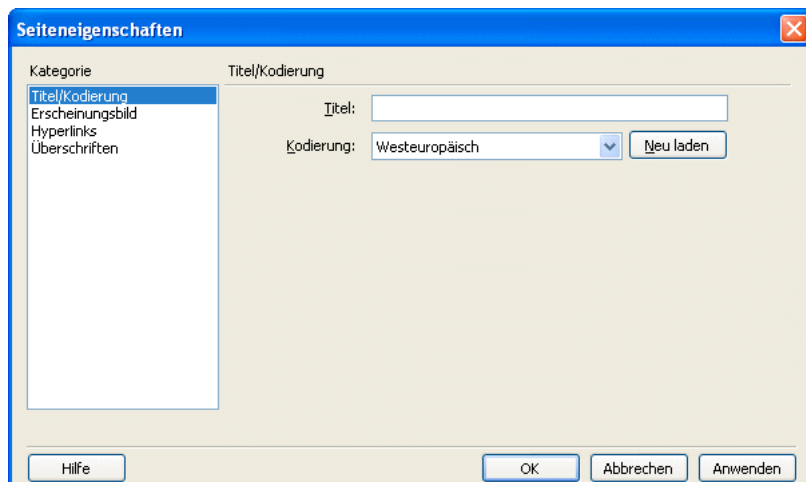 Seiteneigenschaften
Kategorie
Titel/Kodierung
Titel/Kodierung
Erscheinungsbild
Hyperlinks
Überschriften
Titel:
Kodierung:
Westeuropäisch
Neu laden
Hilfe
OK
Abbrechen
Anwenden